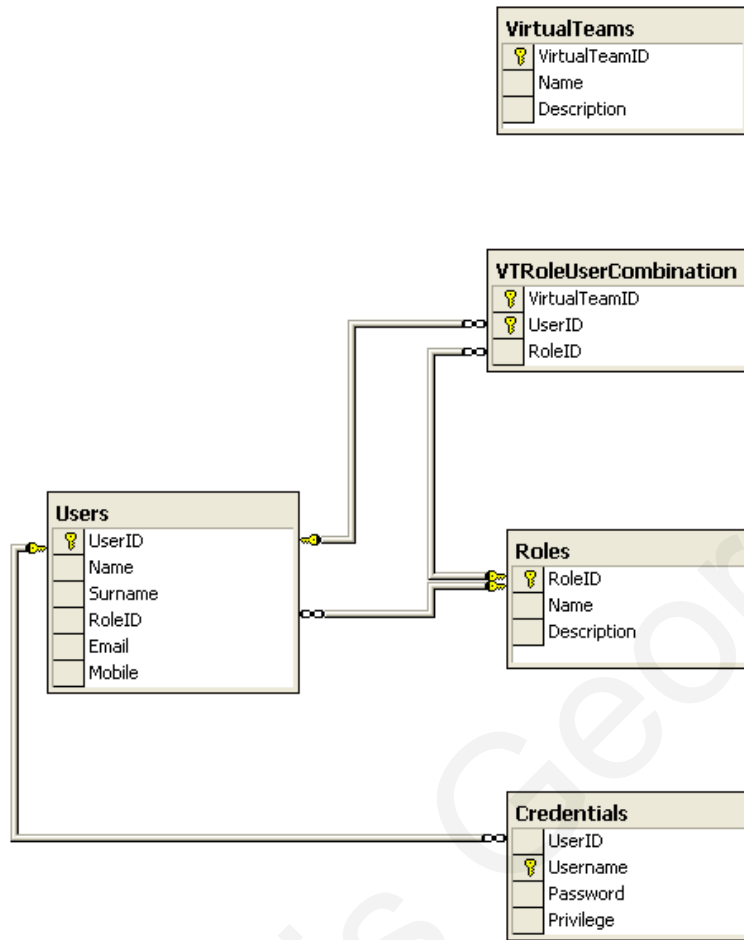 VirtualTeams
VirtualTeamID
Name
Description
VTRoleUserCombination
VirtualTeamID
UserID
RoleID
Users
UserID
Name
Surname
RoleID
Email
Mobile
Roles
RoleID
Name
Description
Credentials
UserID
Username
Password
Privilege